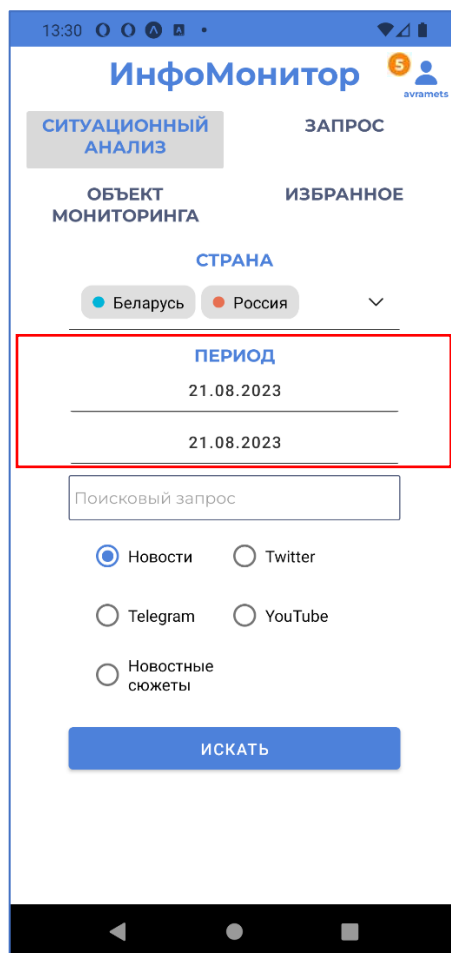 13:30
ИнфоМонитор
5
avramets
СИТУАЦИОННЫЙ
АНАЛИЗ
ЗАПРОС
ОБЪЕКТ
МОНИТОРИНГА
ИЗБРАННОЕ
СТРАНА
Беларусь Россия
ПЕРИОД
21.08.2023
21.08.2023
Поисковый запрос
Новости Twitter
Telegram YouTube
Новостные
сюжеты
ИСКАТЬ